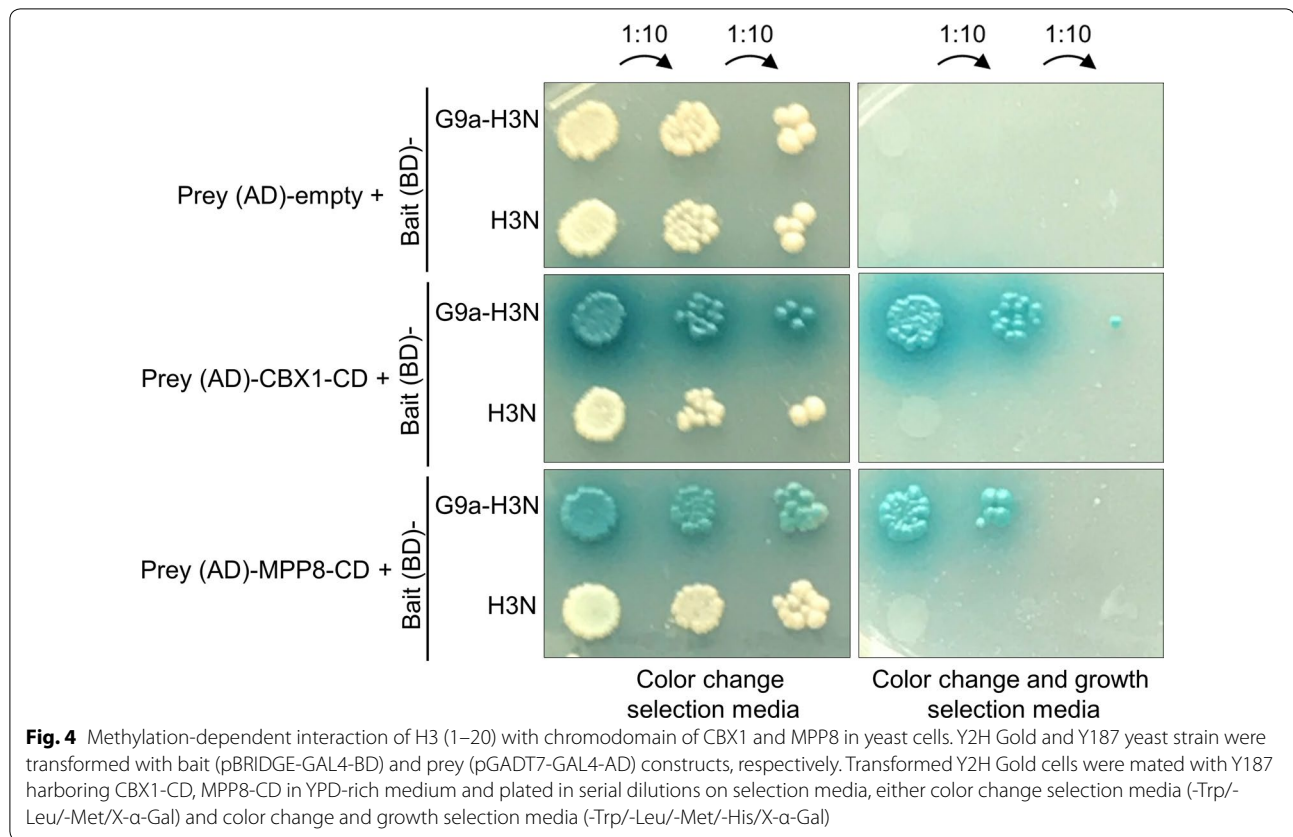 1:10 1:10 1:10 1:10
Prey (AD)-empty +
Bait (BD)-
G9a-H3N
H3N
Prey (AD)-CBX1-CD +
Bait (BD)-
G9a-H3N
H3N
Prey (AD)-MPP8-CD +
Bait (BD)-
G9a-H3N
H3N
Color change
selection media
Color change and growth
selection media
Fig. 4 Methylation-dependent interaction of H3 (1–20) with chromodomain of CBX1 and MPP8 in yeast cells. Y2H Gold and Y187 yeast strain were
transformed with bait (pBRIDGE-GAL4-BD) and prey (pGADT7-GAL4-AD) constructs, respectively. Transformed Y2H Gold cells were mated with Y187
harboring CBX1-CD, MPP8-CD in YPD-rich medium and plated in serial dilutions on selection media, either color change selection media (-Trp/-
Leu/-Met/X-α-Gal) and color change and growth selection media (-Trp/-Leu/-Met/-His/X-α-Gal)